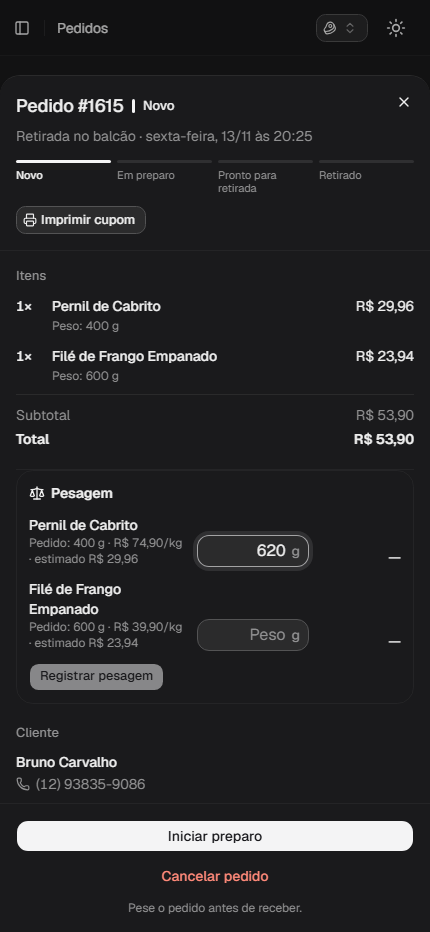 Pedidos
Pedido #1615 Novo
Retirada no balcão · sexta-feira, 13/11 às 20:25
Novo
Em preparo
Pronto para
retirada
Retirado
Imprimir cupom
Itens
1× Pernil de Cabrito R$ 29,96
Peso: 400 g
1× Filé de Frango Empanado R$ 23,94
Peso: 600 g
Subtotal R$ 53,90
Total R$ 53,90
Pesagem
Pernil de Cabrito
Pedido: 400 g · R$ 74,90/kg
· estimado R$ 29,96
620 g
—
Filé de Frango
Empanado
Pedido: 600 g · R$ 39,90/kg
· estimado R$ 23,94
Peso g
—
Registrar pesagem
Cliente
Bruno Carvalho
(12) 93835-9086
Iniciar preparo
Cancelar pedido
Pese o pedido antes de receber.